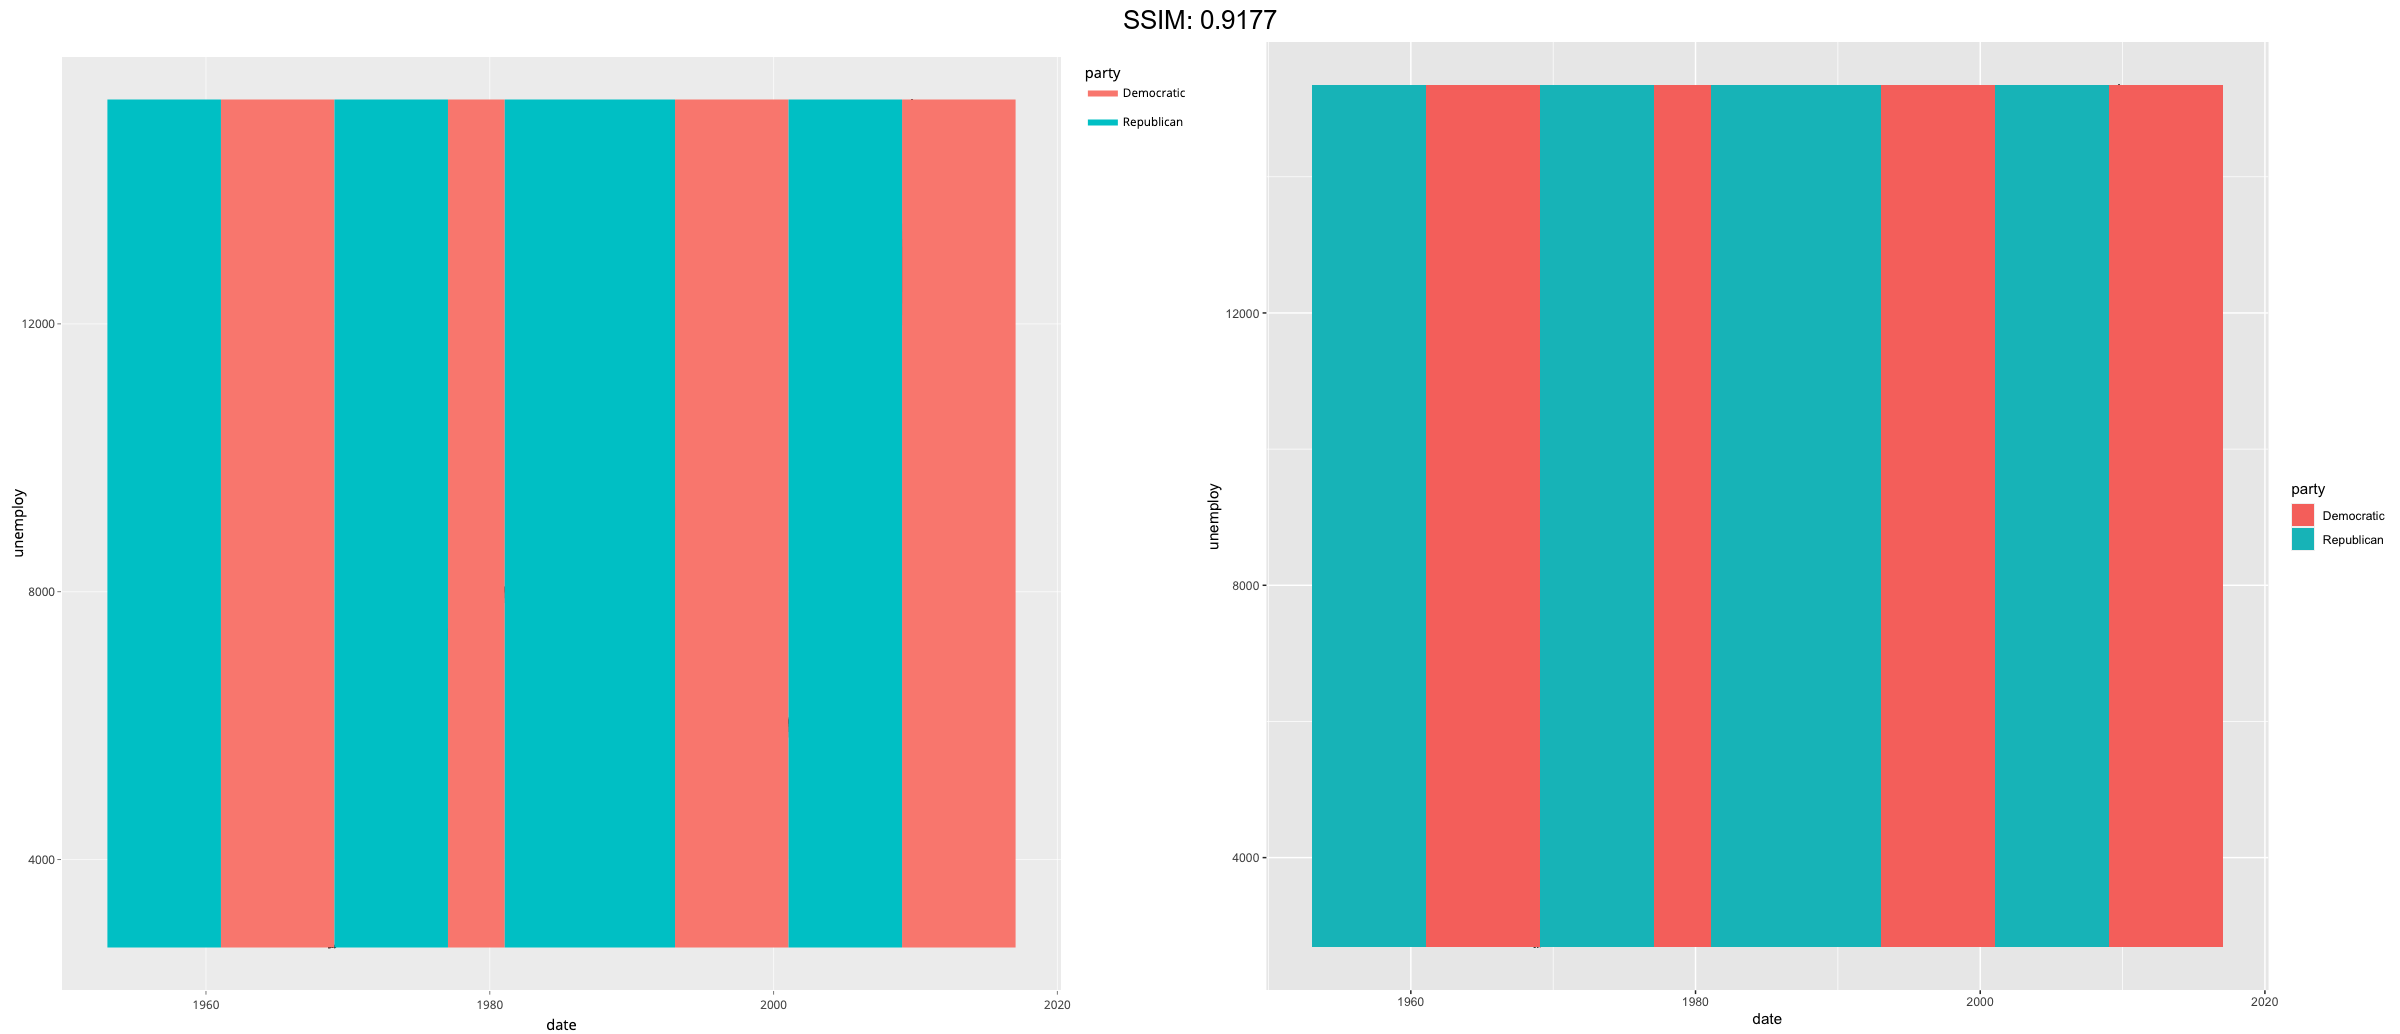 SSIM: 0.9177
party
Democratic
Republican
12000
8000
4000
unemploy
1960
1980
2000
2020
date
12000
8000
4000
unemploy
1960
1980
2000
2020
date
party
Democratic
Republican